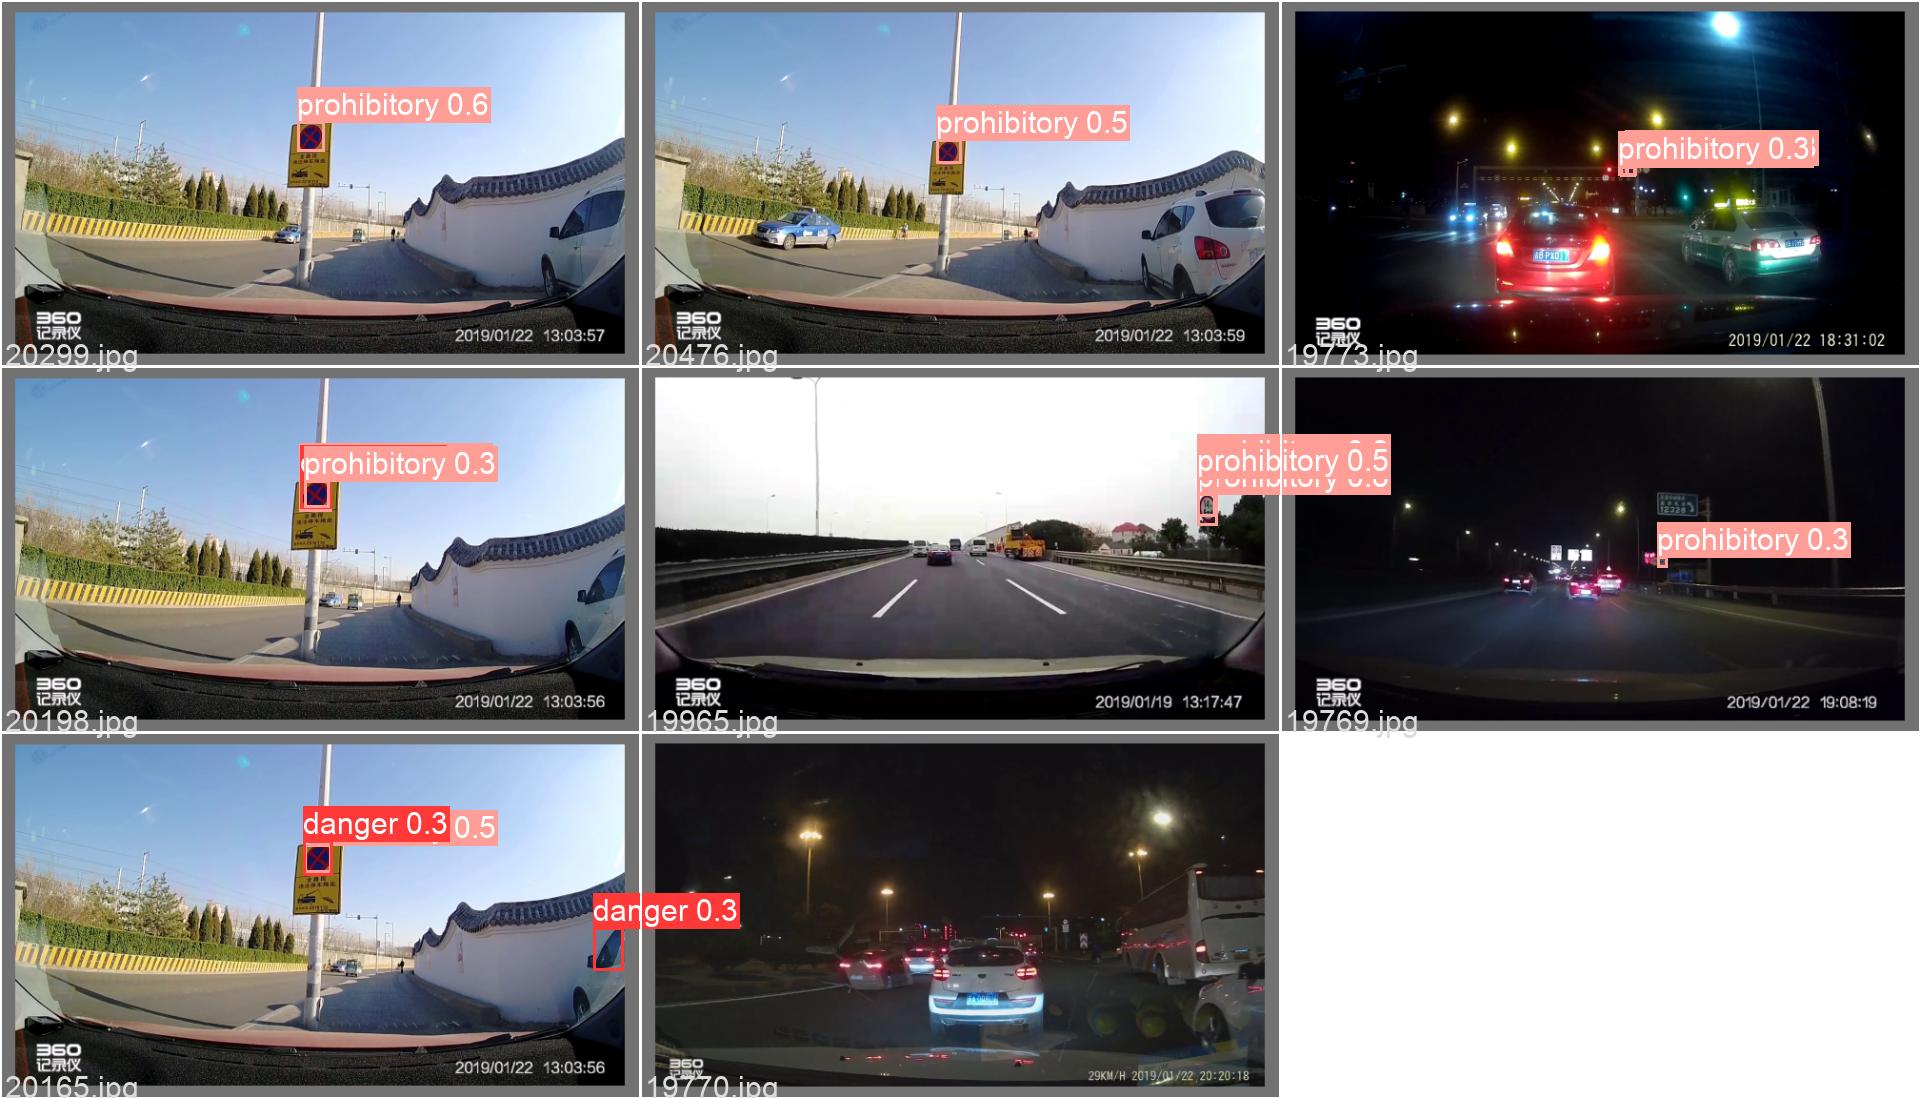 prohibitory 0.6
360
记录仪
2019/01/22 13:03:57
20299.jpg
prohibitory 0.5
360
记录仪
2019/01/22 13:03:59
20476.jpg
prohibitory 0.3
360
记录仪
2019/01/22 18:31:02
19773.jpg
prohibitory 0.3
360
记录仪
2019/01/22 13:03:56
20198.jpg
prohibitory 0.5
360
记录仪
2019/01/19 13:17:47
19965.jpg
12328
prohibitory 0.3
360
记录仪
2019/01/22 19:08:19
19769.jpg
danger 0.3
0.5
danger 0.3
360
记录仪
2019/01/22 13:03:56
20165.jpg
360
记录仪
29KM/H 2019/01/22 20:20:18
19770.jpg